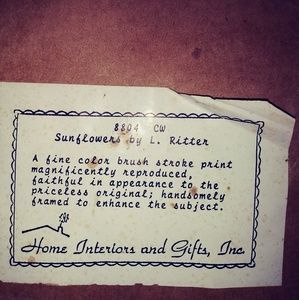 8804 CW
Sunflowers by L. Ritter
A fine color brush stroke print
magnificently reproduced,
faithful in appearance to the
priceless original; handsomely
framed to enhance the subject.
Home Interiors and Gifts, Inc.